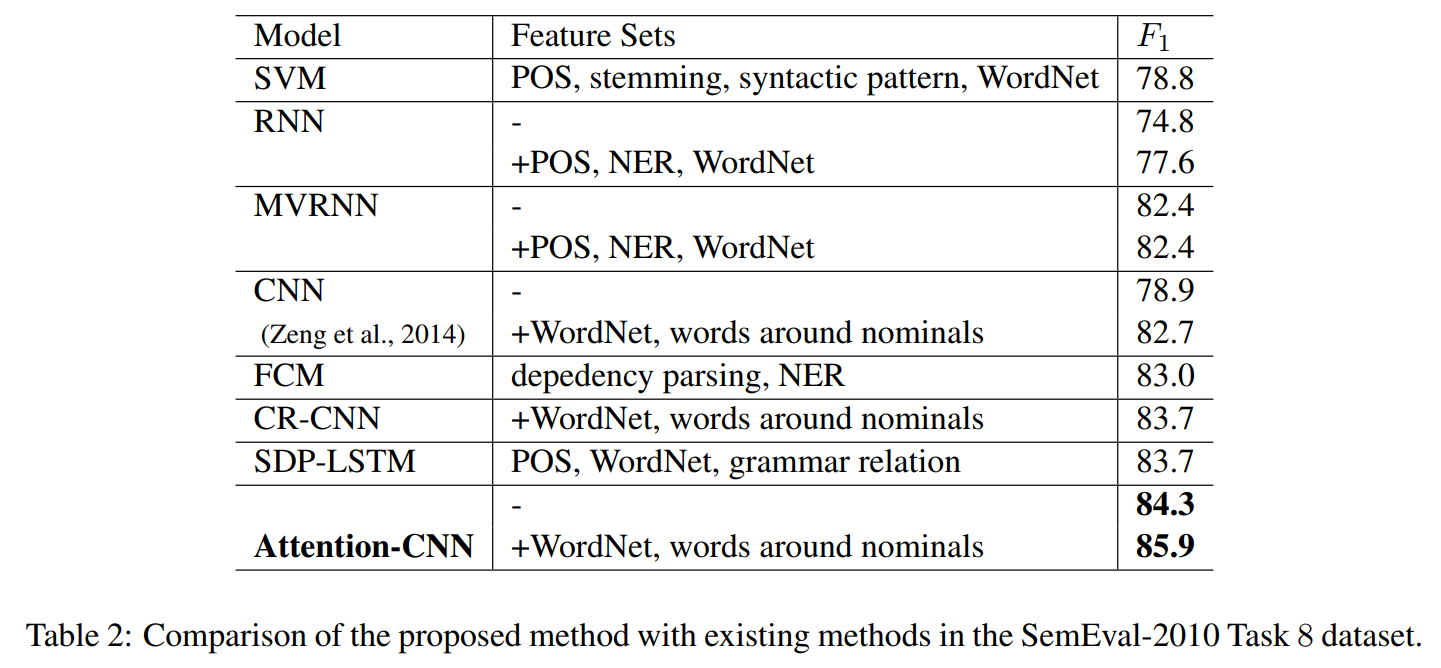 Model Feature Sets F1
SVM POS, stemming, syntactic pattern, WordNet 78.8
RNN - 74.8
+POS, NER, WordNet 77.6
MVRNN - 82.4
+POS, NER, WordNet 82.4
CNN - 78.9
(Zeng et al., 2014) +WordNet, words around nominals 82.7
FCM depedency parsing, NER 83.0
CR-CNN +WordNet, words around nominals 83.7
SDP-LSTM POS, WordNet, grammar relation 83.7
- 84.3
Attention-CNN +WordNet, words around nominals 85.9
Table 2: Comparison of the proposed method with existing methods in the SemEval-2010 Task 8 dataset.